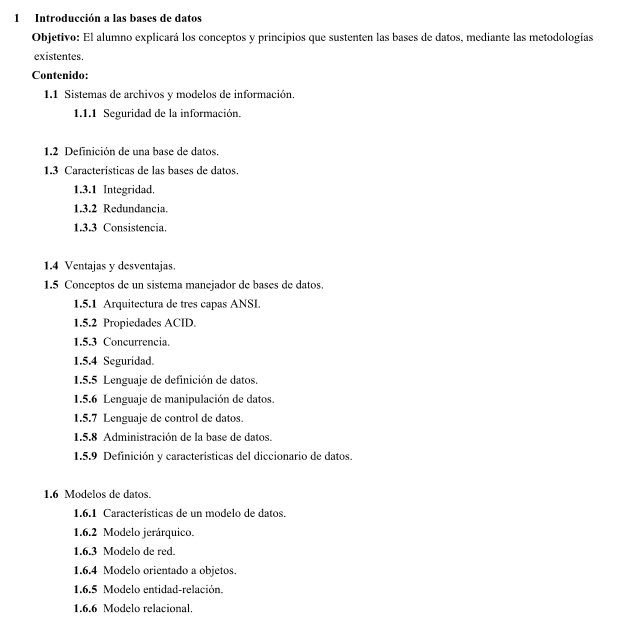 1 Introducción a las bases de datos
Objetivo: El alumno explicará los conceptos y principios que sustenten las bases de datos, mediante las metodologías
existentes.
Contenido:
1.1 Sistemas de archivos y modelos de información.
1.1.1 Seguridad de la información.
1.2 Definición de una base de datos.
1.3 Características de las bases de datos.
1.3.1 Integridad.
1.3.2 Redundancia.
1.3.3 Consistencia.
1.4 Ventajas y desventajas.
1.5 Conceptos de un sistema manejador de bases de datos.
1.5.1 Arquitectura de tres capas ANSI.
1.5.2 Propiedades ACID.
1.5.3 Concurrencia.
1.5.4 Seguridad.
1.5.5 Lenguaje de definición de datos.
1.5.6 Lenguaje de manipulación de datos.
1.5.7 Lenguaje de control de datos.
1.5.8 Administración de la base de datos.
1.5.9 Definición y características del diccionario de datos.
1.6 Modelos de datos.
1.6.1 Características de un modelo de datos.
1.6.2 Modelo jerárquico.
1.6.3 Modelo de red.
1.6.4 Modelo orientado a objetos.
1.6.5 Modelo entidad-relación.
1.6.6 Modelo relacional.